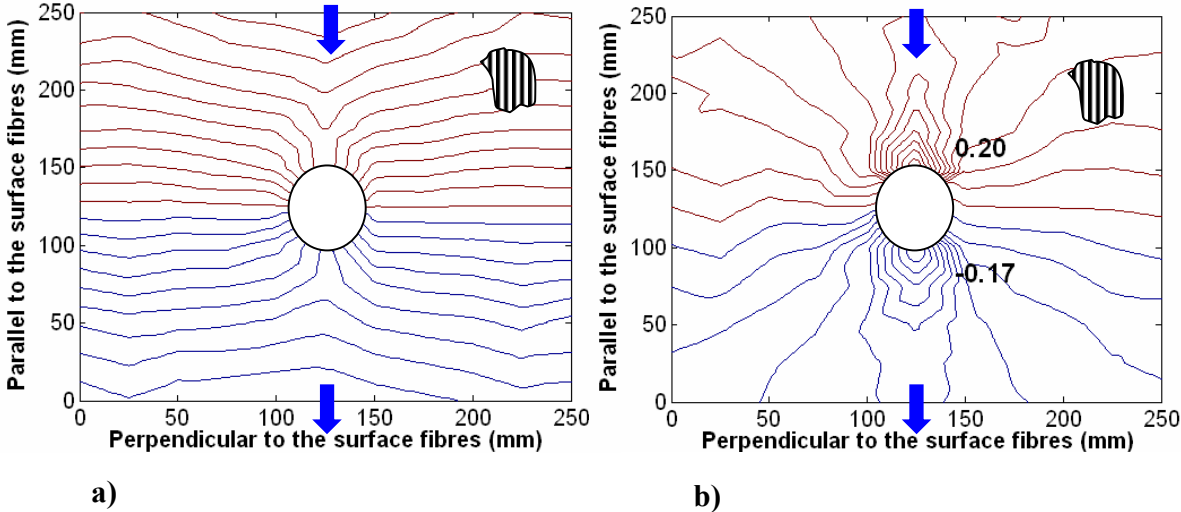 250
200
150
100
50
0
Parallel to the surface fibres (mm)
0 50 100 150 200 250
Perpendicular to the surface fibres (mm)
a)
250
200
150
100
50
0
Parallel to the surface fibres (mm)
0.20
-0.17
0 50 100 150 200 250
Perpendicular to the surface fibres (mm)
b)